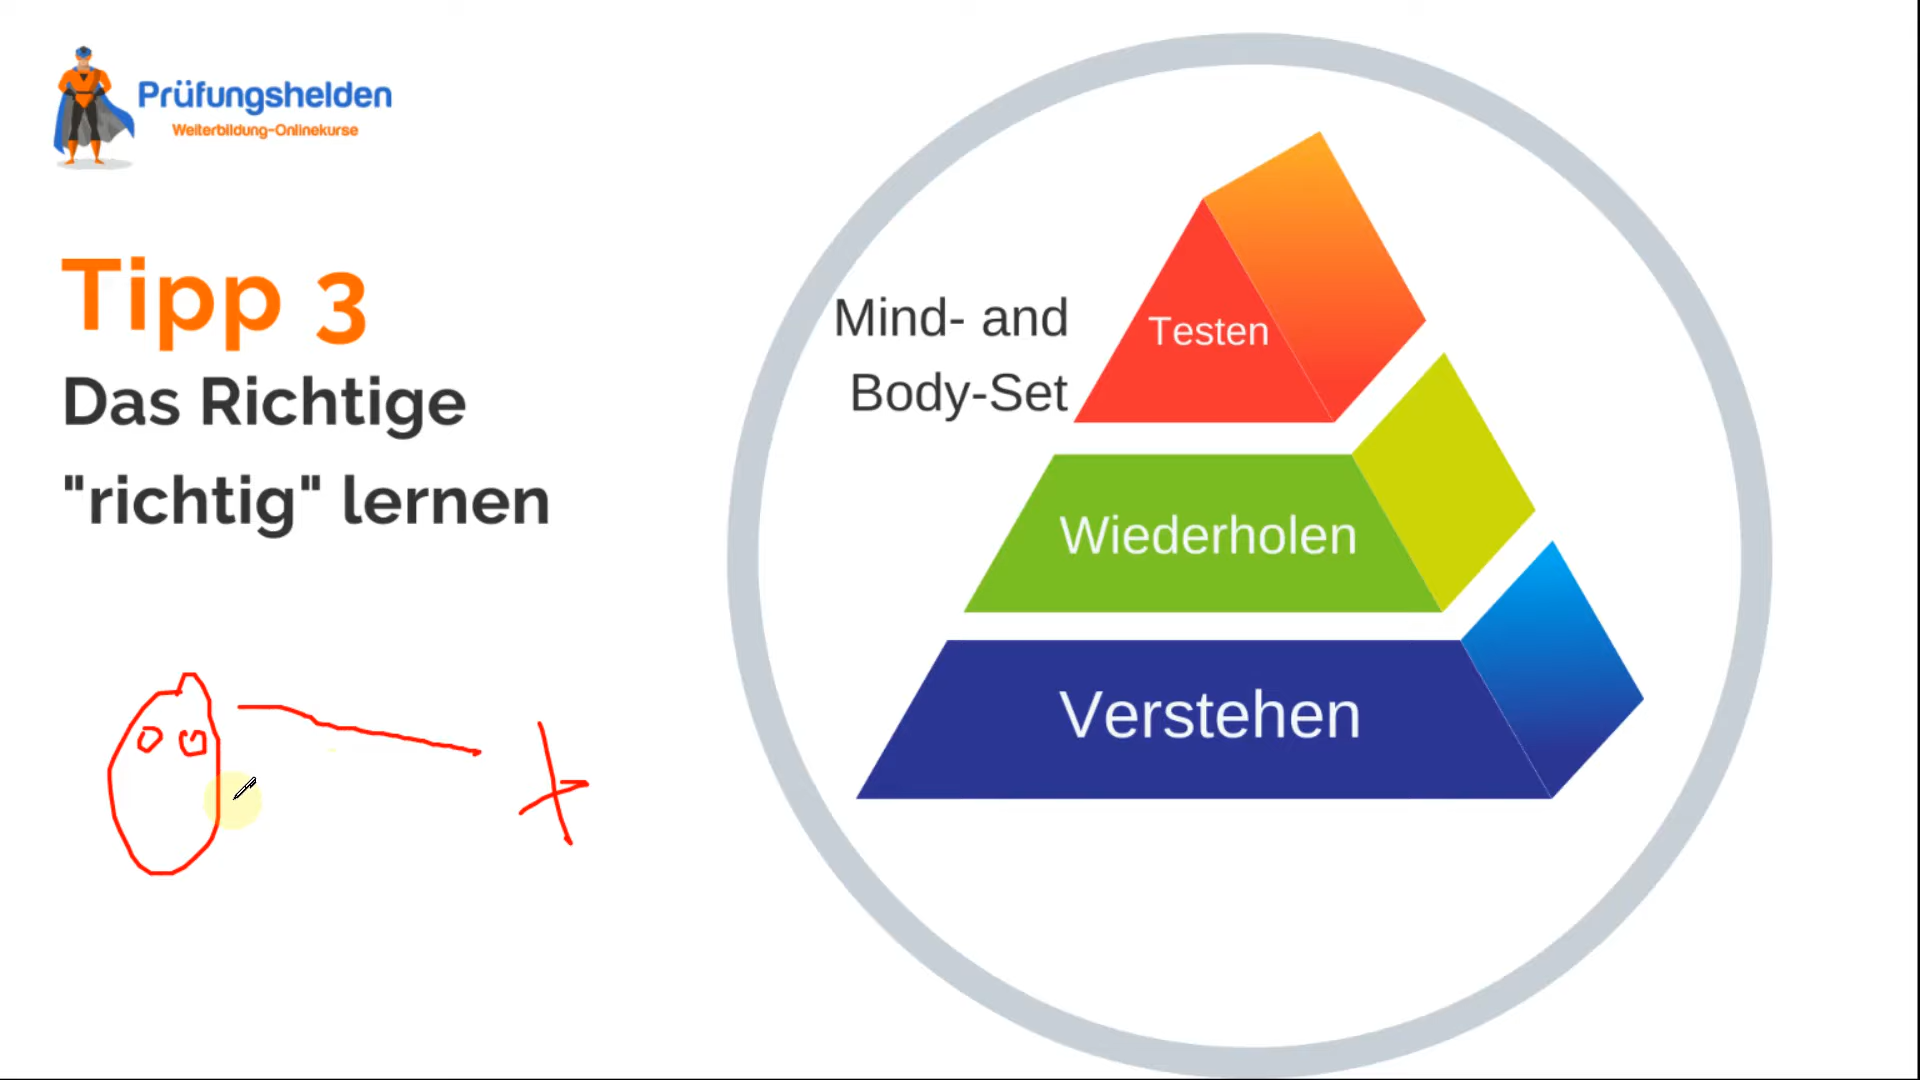 Prüfungshelden
Weiterbildung-Onlinekurse
Tipp 3
Das Richtige
"richtig" lernen
Mind- and
Body-Set
Testen
Wiederholen
Verstehen